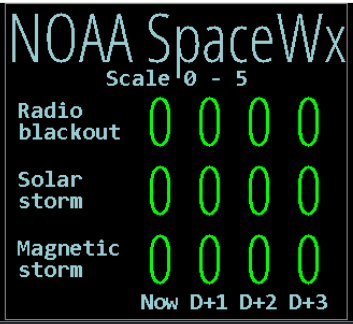 NOAA SpaceWx
Scale 0 - 5
Radio
blackout 0 0 0 0
Solar
storm 0 0 0 0
Magnetic
storm 0 0 0 0
Now D+1 D+2 D+3